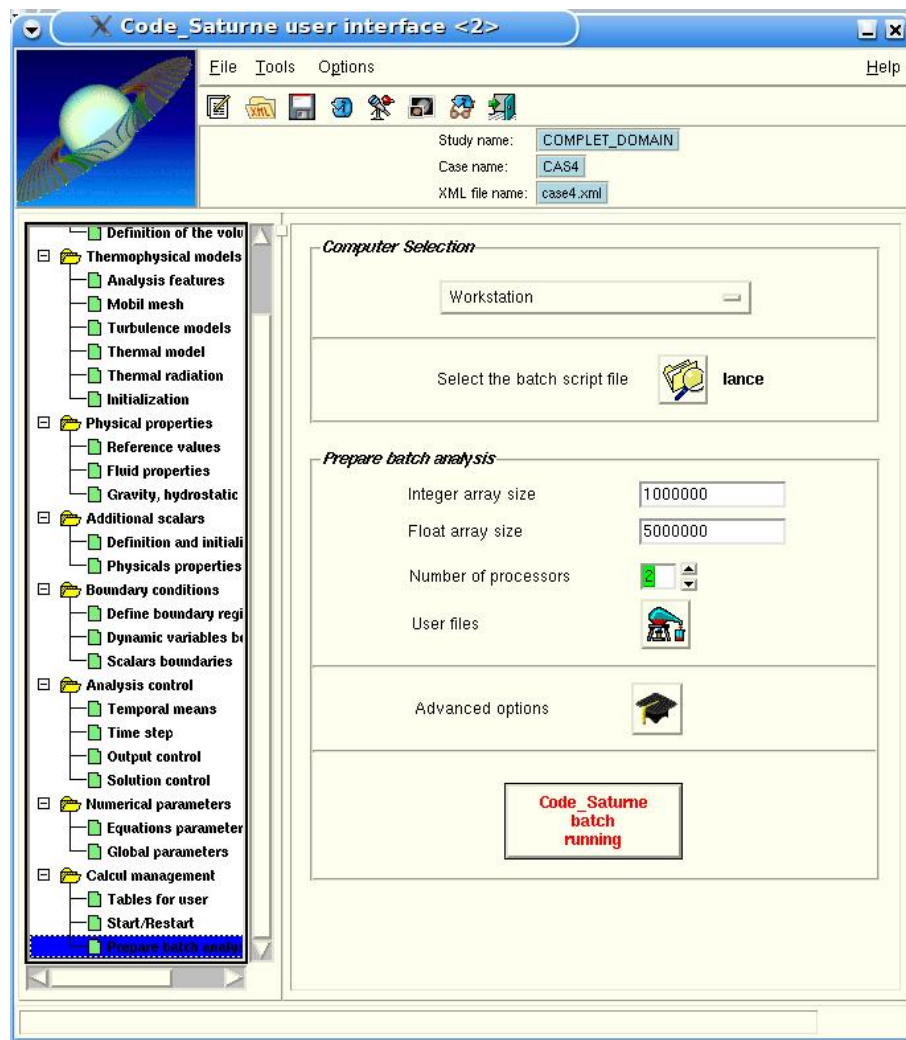 Code_Saturne user interface <2>
File Tools Options Help
XML
Study name: COMPLET_DOMAIN
Case name: CAS4
XML file name: case4.xml
Definition of the volu
Thermophysical models
Analysis features
Mobil mesh
Turbulence models
Thermal model
Thermal radiation
Initialization
Physical properties
Reference values
Fluid properties
Gravity, hydrostatic
Additional scalars
Definition and initiali
Physicals properties
Boundary conditions
Define boundary regi
Dynamic variables bo
Scalars boundaries
Analysis control
Temporal means
Time step
Output control
Solution control
Numerical parameters
Equations parameter
Global parameters
Calcul management
Tables for user
Start/Restart
Prepare batch analys
Computer Selection
Workstation
Select the batch script file lance
Prepare batch analysis
Integer array size 1000000
Float array size 5000000
Number of processors 2
User files
Advanced options
Code_Saturne
batch
running